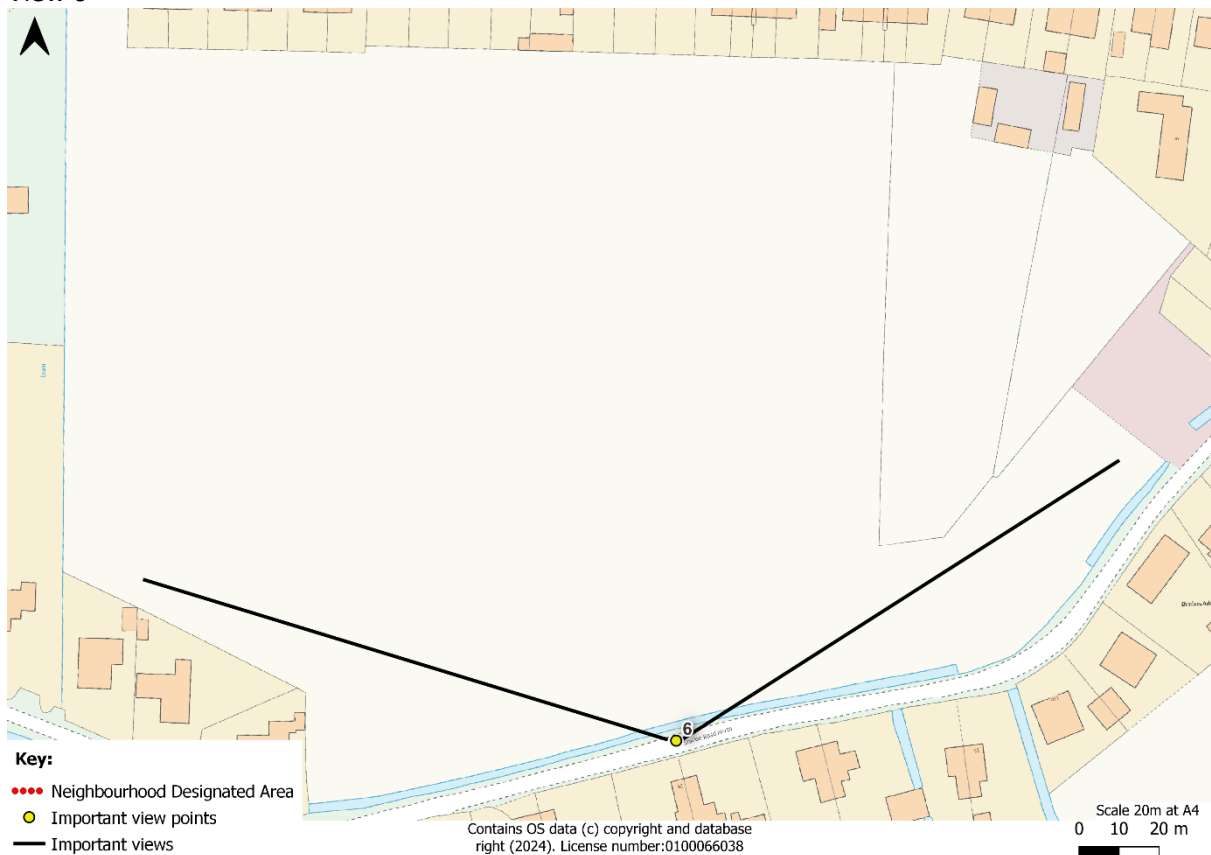 6
Drain
Key:
Neighbourhood Designated Area
Important view points
Important views
Contains OS data (c) copyright and database
right (2024). License number:0100066038
Scale 20m at A4
0 10 20 m